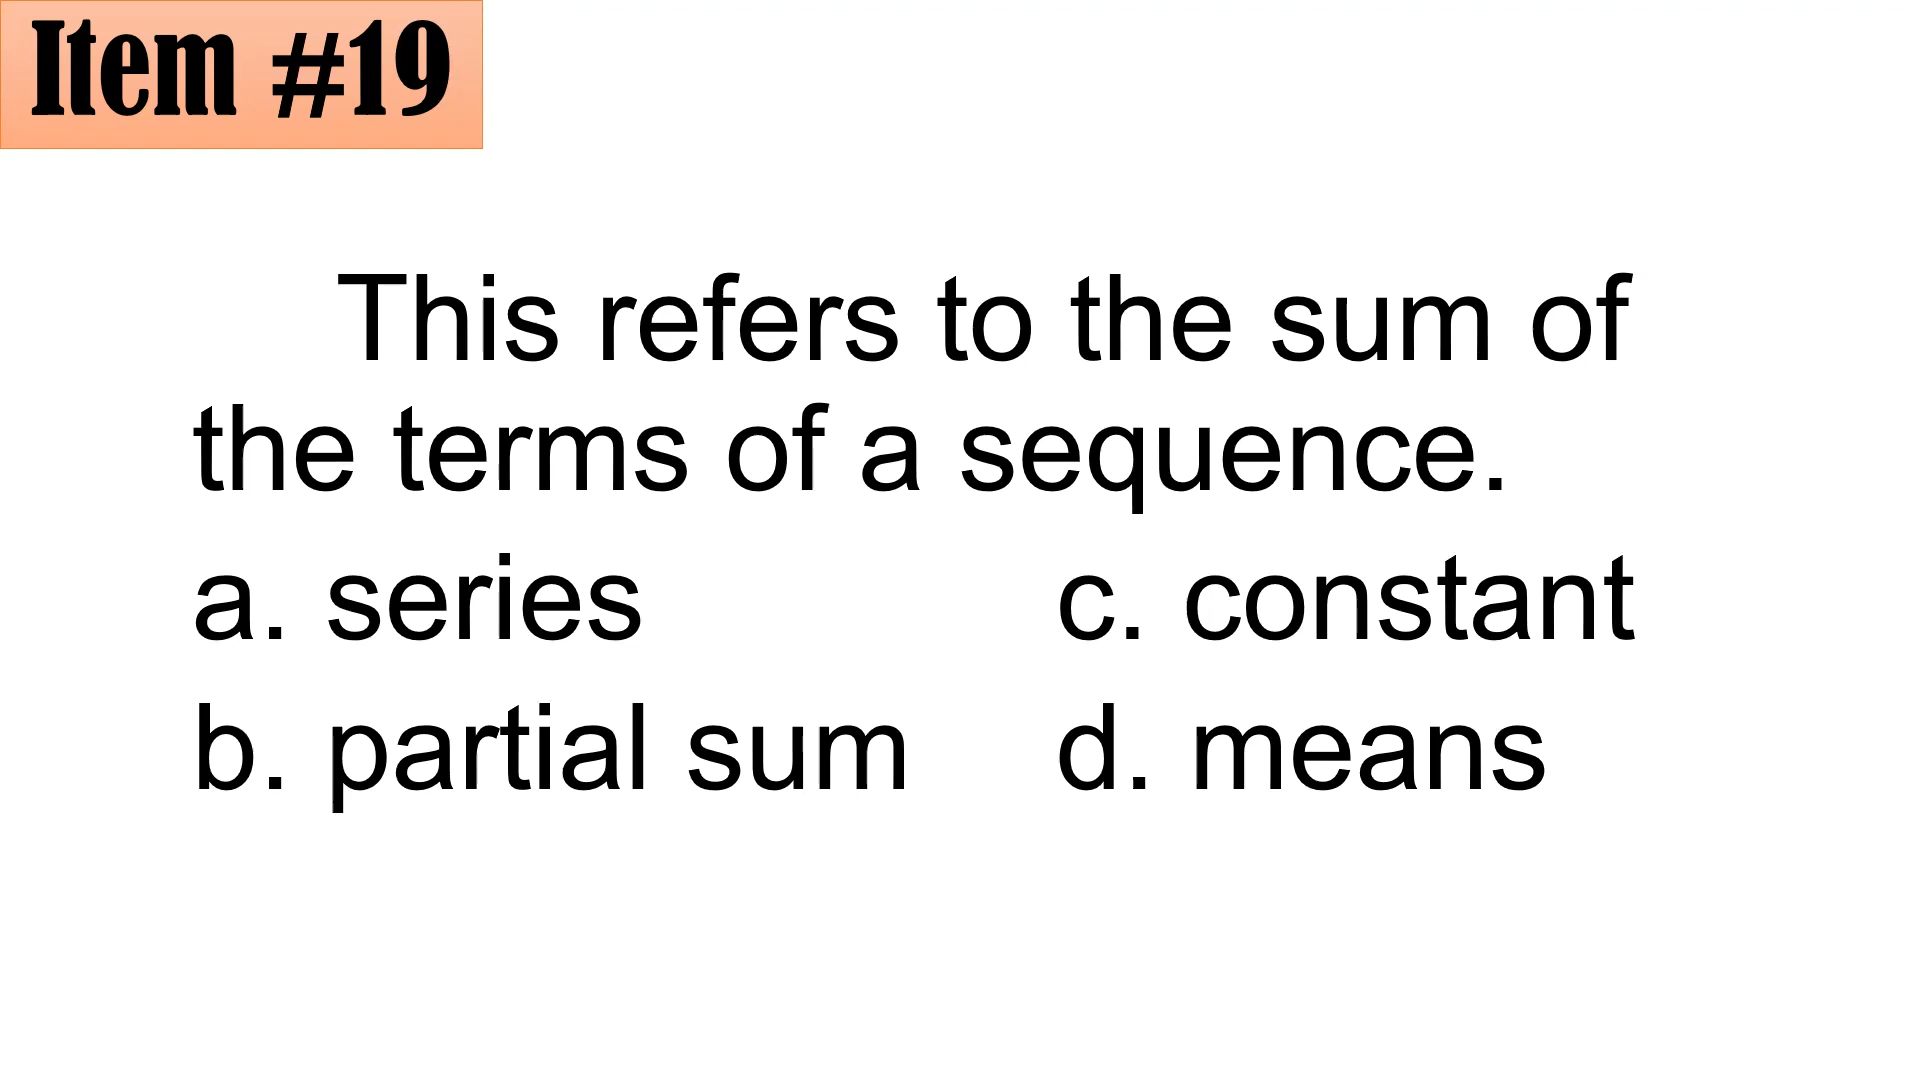 Item #19
This refers to the sum of
the terms of a sequence.
a. series c. constant
b. partial sum d. means